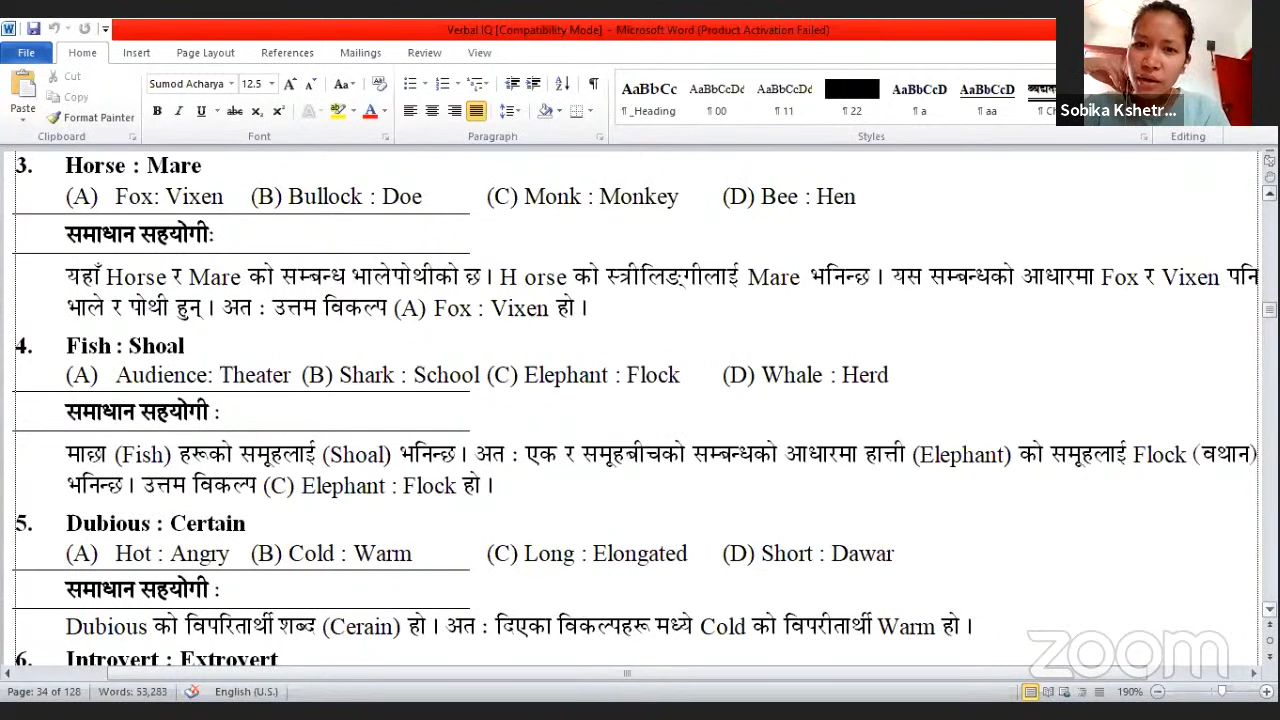 Verbal IQ [Compatibility Mode] - Microsoft Word (Product Activation Failed)
File Home Insert Page Layout References Mailings Review View
Cut
Copy
Format Painter
Paste
Clipboard
Sumod Acharya 12.5
Font
Paragraph
AaBbCc AaBbCcDc AaBbCcDc AaBbCcD AaBbCcD
¶ _Heading ¶ 00 ¶ 11 ¶ 22 ¶ a ¶ aa
Styles
Editing
Sobika Kshetr...
3. Horse : Mare
(A) Fox: Vixen (B) Bullock : Doe (C) Monk : Monkey (D) Bee : Hen
समाधान सहयोगीः
यहाँ Horse र Mare को सम्बन्ध भालेपोथीको छ । H orse को स्त्रीलिङ्गीलाई Mare भनिन्छ । यस सम्बन्धको आधारमा Fox र Vixen पनि
भाले र पोथी हुन् । अत : उत्तम विकल्प (A) Fox : Vixen हो ।
4. Fish : Shoal
(A) Audience: Theater (B) Shark : School (C) Elephant : Flock (D) Whale : Herd
समाधान सहयोगी :
माछा (Fish) हरूको समूहलाई (Shoal) भनिन्छ । अत : एक र समूहबीचको सम्बन्धको आधारमा हात्ती (Elephant) को समूहलाई Flock (वथान)
भनिन्छ । उत्तम विकल्प (C) Elephant : Flock हो ।
5. Dubious : Certain
(A) Hot : Angry (B) Cold : Warm (C) Long : Elongated (D) Short : Dawar
समाधान सहयोगी :
Dubious को विपरितार्थी शब्द (Cerain) हो । अत : दिएका विकल्पहरू मध्ये Cold को विपरीतार्थी Warm हो ।
6. Introvert : Extrovert
zoom
Page: 34 of 128 Words: 53,283 English (U.S.) 190%